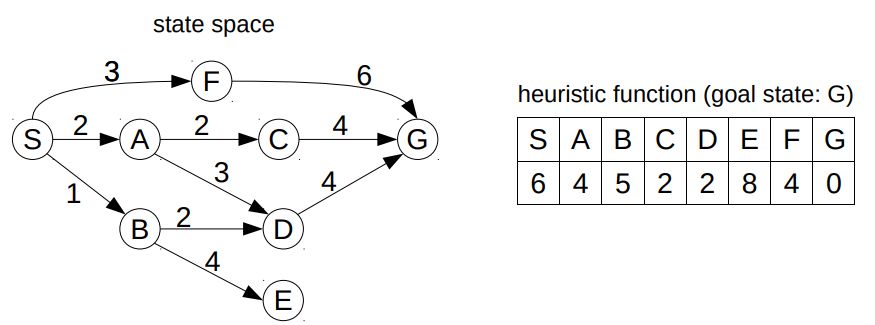 state space
3
F
6
heuristic function (goal state: G)
S
2
A
2
C
4
G
S A B C D E F G
6 4 5 2 2 8 4 0
3
4
1
B
2
D
4
E